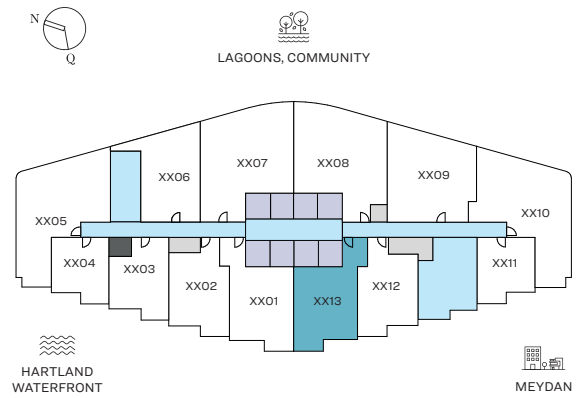 N
Q
LAGOONS, COMMUNITY
XX07
XX08
XX06
XX09
XX05
XX10
XX04
XX03
XX02
XX01
XX13
XX12
XX11
HARTLAND
WATERFRONT
MEYDAN